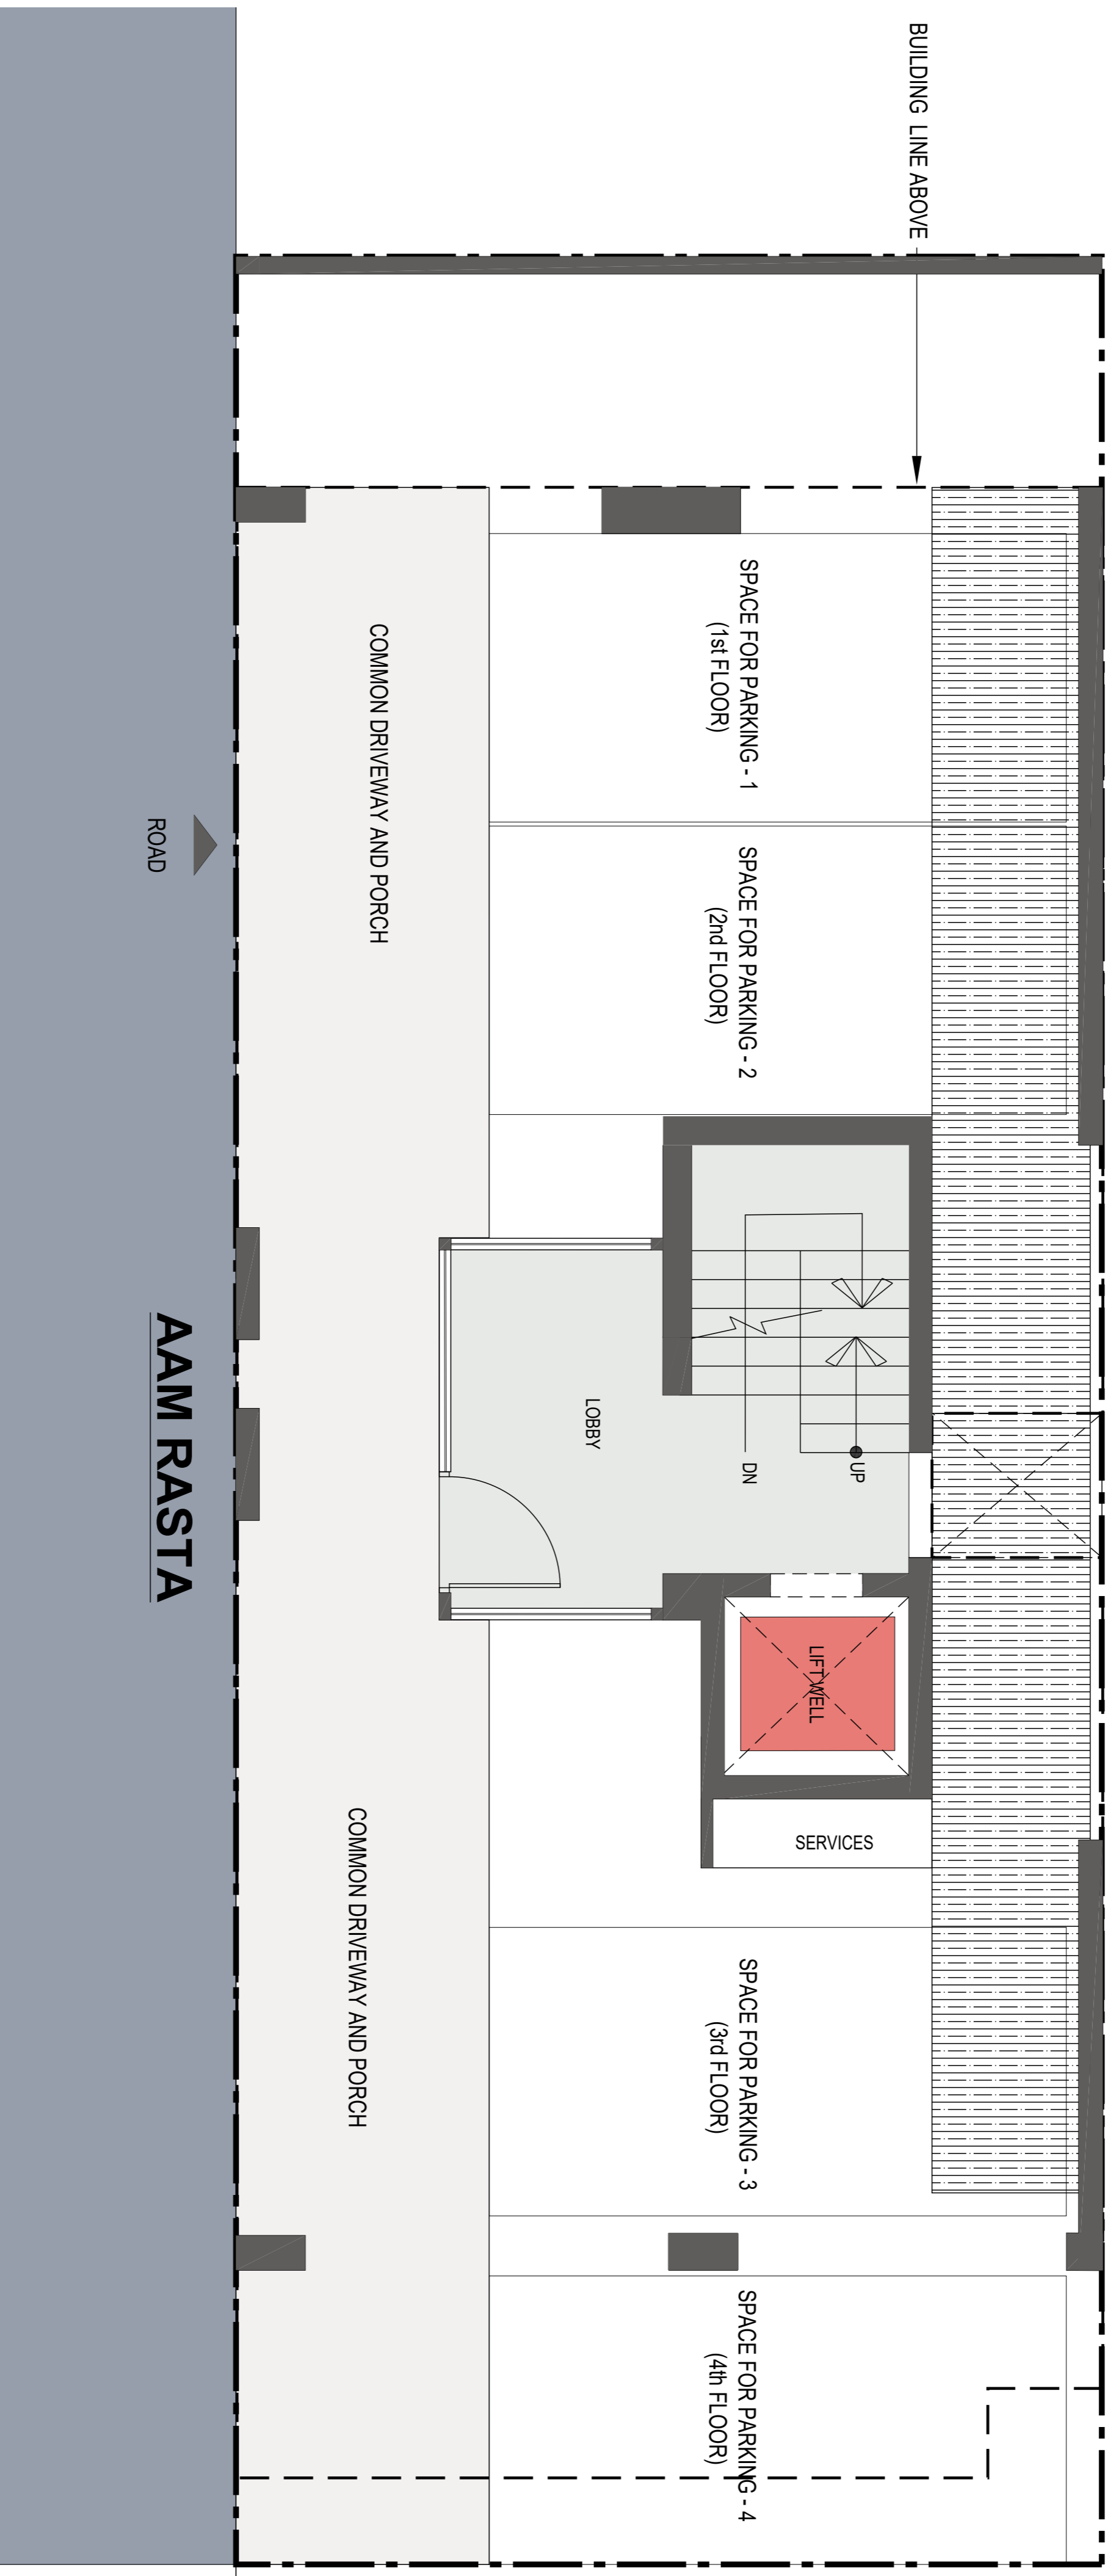 BUILDING LINE ABOVE
SPACE FOR PARKING - 1
(1st FLOOR)
SPACE FOR PARKING - 2
(2nd FLOOR)
COMMON DRIVEWAY AND PORCH
ROAD
AAM RASTA
LOBBY
UP
DN
LIFT WELL
SERVICES
COMMON DRIVEWAY AND PORCH
SPACE FOR PARKING - 3
(3rd FLOOR)
SPACE FOR PARKING - 4
(4th FLOOR)